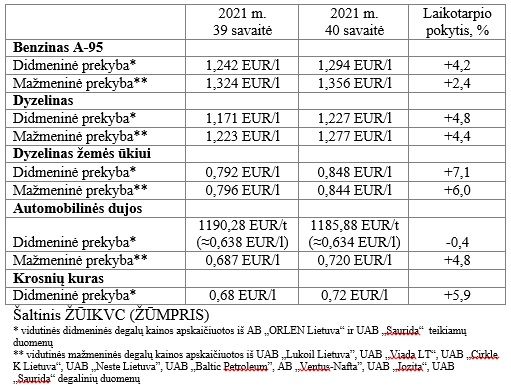 2021 m. 39 savaitė 2021 m. 40 savaitė Laikotarpio pokytis, %
Benzinas A-95
Didmeninė prekyba* 1,242 EUR/l 1,294 EUR/l +4,2
Mažmeninė prekyba** 1,324 EUR/l 1,356 EUR/l +2,4
Dyzelinas
Didmeninė prekyba* 1,171 EUR/l 1,227 EUR/l +4,8
Mažmeninė prekyba** 1,223 EUR/l 1,277 EUR/l +4,4
Dyzelinas žemės ūkiui
Didmeninė prekyba* 0,792 EUR/l 0,848 EUR/l +7,1
Mažmeninė prekyba** 0,796 EUR/l 0,844 EUR/l +6,0
Automobilinės dujos
Didmeninė prekyba* 1190,28 EUR/t (≈0,638 EUR/l) 1185,88 EUR/t (≈0,634 EUR/l) -0,4
Mažmeninė prekyba** 0,687 EUR/l 0,720 EUR/l +4,8
Krosnių kuras
Didmeninė prekyba* 0,68 EUR/l 0,72 EUR/l +5,9
Šaltinis ŽŪIKVC (ŽŪMPRIS)
* vidutinės didmeninės degalų kainos apskaičiuotos iš AB „ORLEN Lietuva“ ir UAB „Saurida“ teikiamų
duomenų
** vidutinės mažmeninės degalų kainos apskaičiuotos iš UAB „Lukoil Lietuva”, UAB „Viada LT“, UAB „Cirkle
K Lietuva“, UAB „Neste Lietuva”, UAB „Baltic Petroleum”, AB „Ventus-Nafta”, UAB „Jozita“, UAB
„Saurida“ degalinių duomenų